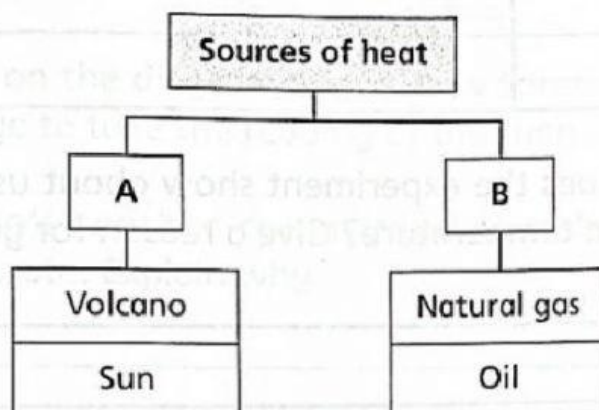 Sources of heat
A
B
Volcano
Natural gas
Sun
Oil